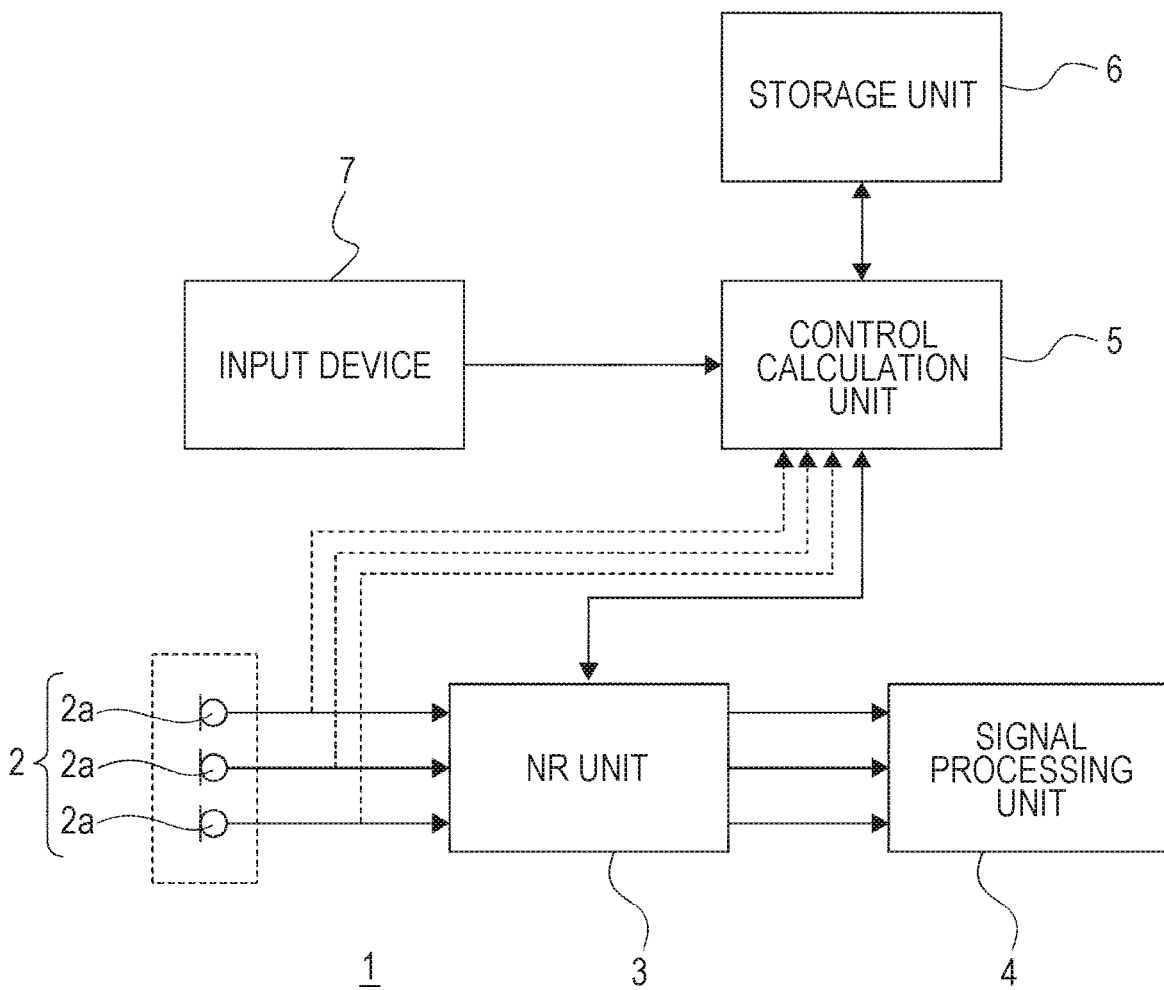 STORAGE UNIT
6
7
INPUT DEVICE
CONTROL
CALCULATION
UNIT
5
2
2a
2a
2a
NR UNIT
SIGNAL
PROCESSING
UNIT
1
3
4